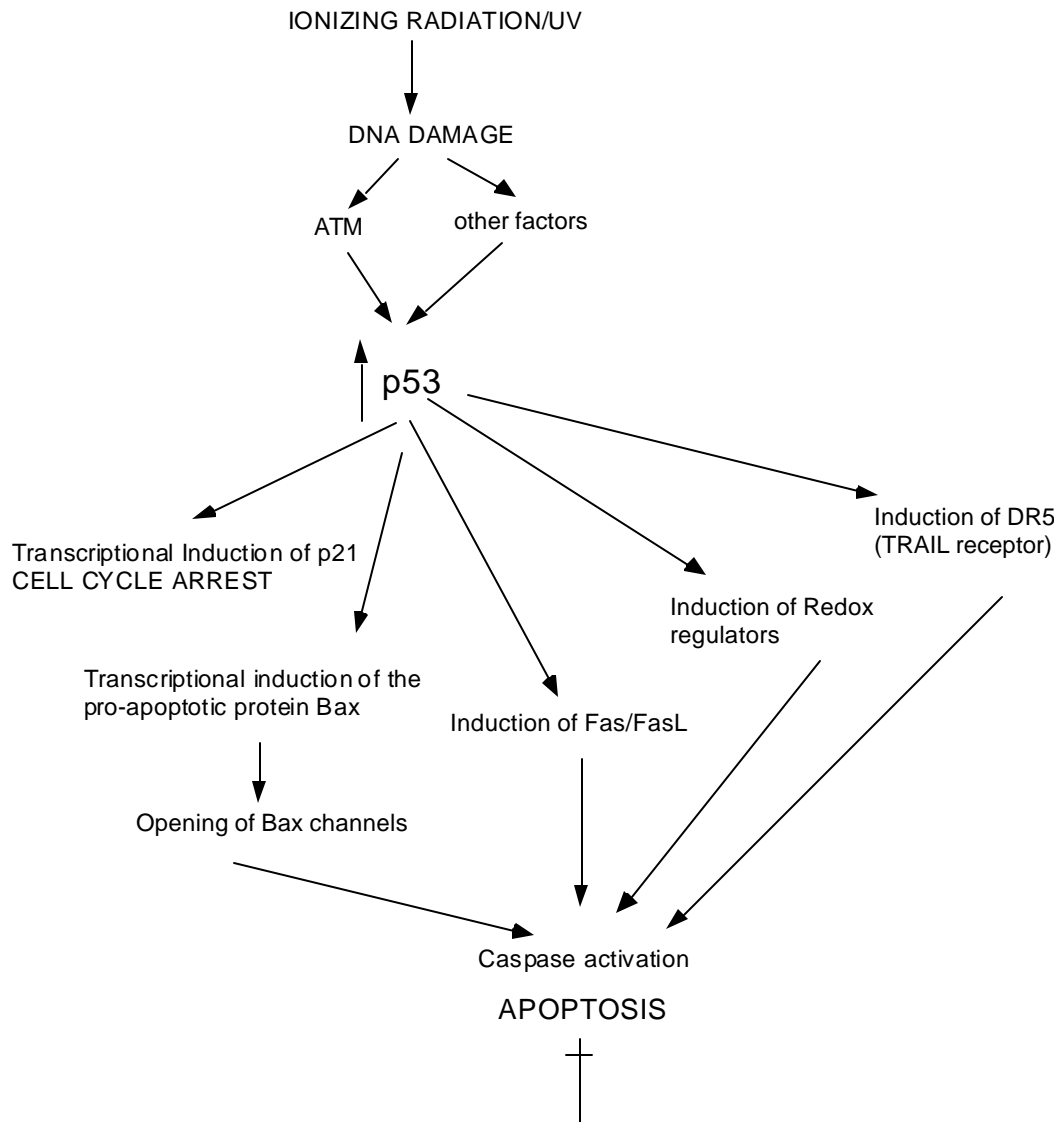 IONIZING RADIATION/UV
DNA DAMAGE
ATM
other factors
p53
Induction of DR5
(TRAIL receptor)
Transcriptional Induction of p21
CELL CYCLE ARREST
Induction of Redox
regulators
Transcriptional induction of the
pro-apoptotic protein Bax
Induction of Fas/FasL
Opening of Bax channels
Caspase activation
APOPTOSIS